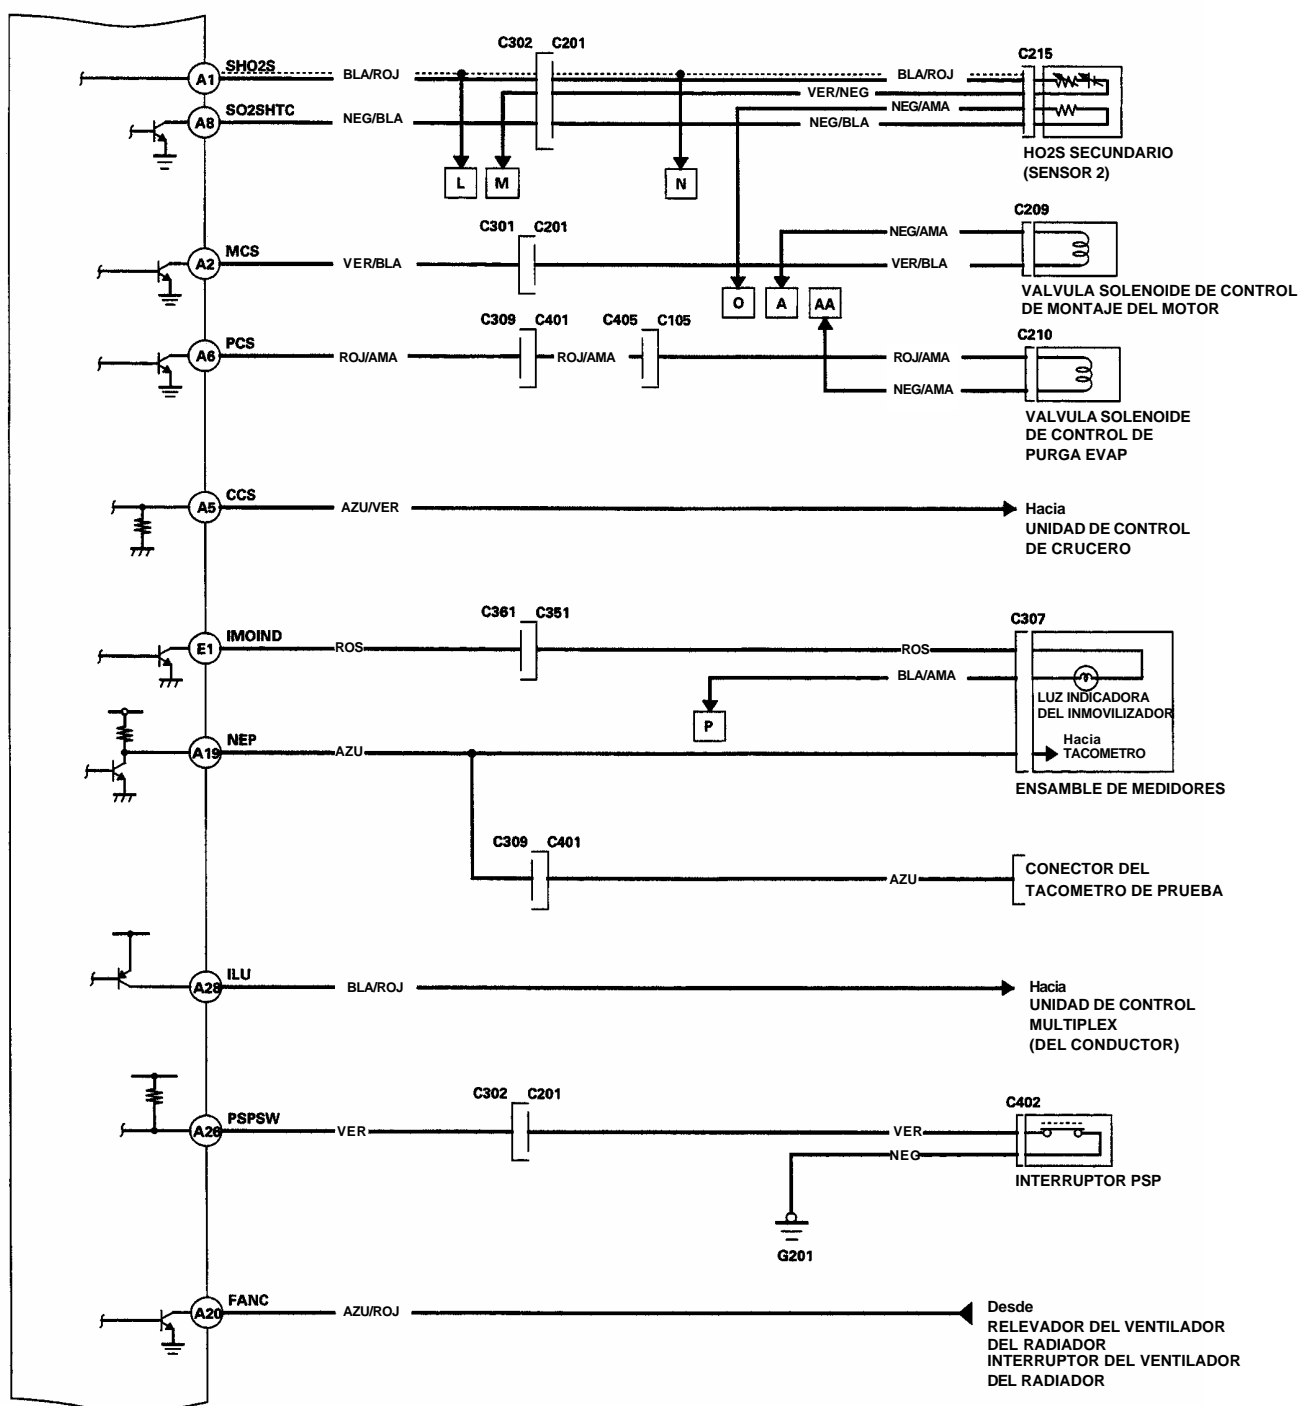 C302 C201
SHO2S
C215
A1
BLA/ROJ
BLA/ROJ
VER/NEG
SO2SHTC
NEG/AMA
A8
NEG/BLA
NEG/BLA
HO2S SECUNDARIO
(SENSOR 2)
L
M
N
C209
C301 C201
NEG/AMA
MCS
A2
VER/BLA
VER/BLA
VALVULA SOLENOIDE DE CONTROL
DE MONTAJE DEL MOTOR
O
A
AA
C309 C401
C405 C105
C210
PCS
A6
ROJ/AMA
ROJ/AMA
ROJ/AMA
NEG/AMA
VALVULA SOLENOIDE
DE CONTROL DE
PURGA EVAP
CCS
A5
AZU/VER
Hacia
UNIDAD DE CONTROL
DE CRUCERO
C361 C351
C307
IMOIND
E1
ROS
ROS
BLA/AMA
LUZ INDICADORA
DEL INMOVILIZADOR
P
NEP
A19
AZU
Hacia
TACOMETRO
ENSAMBLE DE MEDIDORES
C309 C401
AZU
CONECTOR DEL
TACOMETRO DE PRUEBA
ILU
A28
BLA/ROJ
Hacia
UNIDAD DE CONTROL
MULTIPLEX
(DEL CONDUCTOR)
C302 C201
C402
PSPSW
A26
VER
VER
NEG
INTERRUPTOR PSP
G201
FANC
A20
AZU/ROJ
Desde
RELEVADOR DEL VENTILADOR
DEL RADIADOR
INTERRUPTOR DEL VENTILADOR
DEL RADIADOR